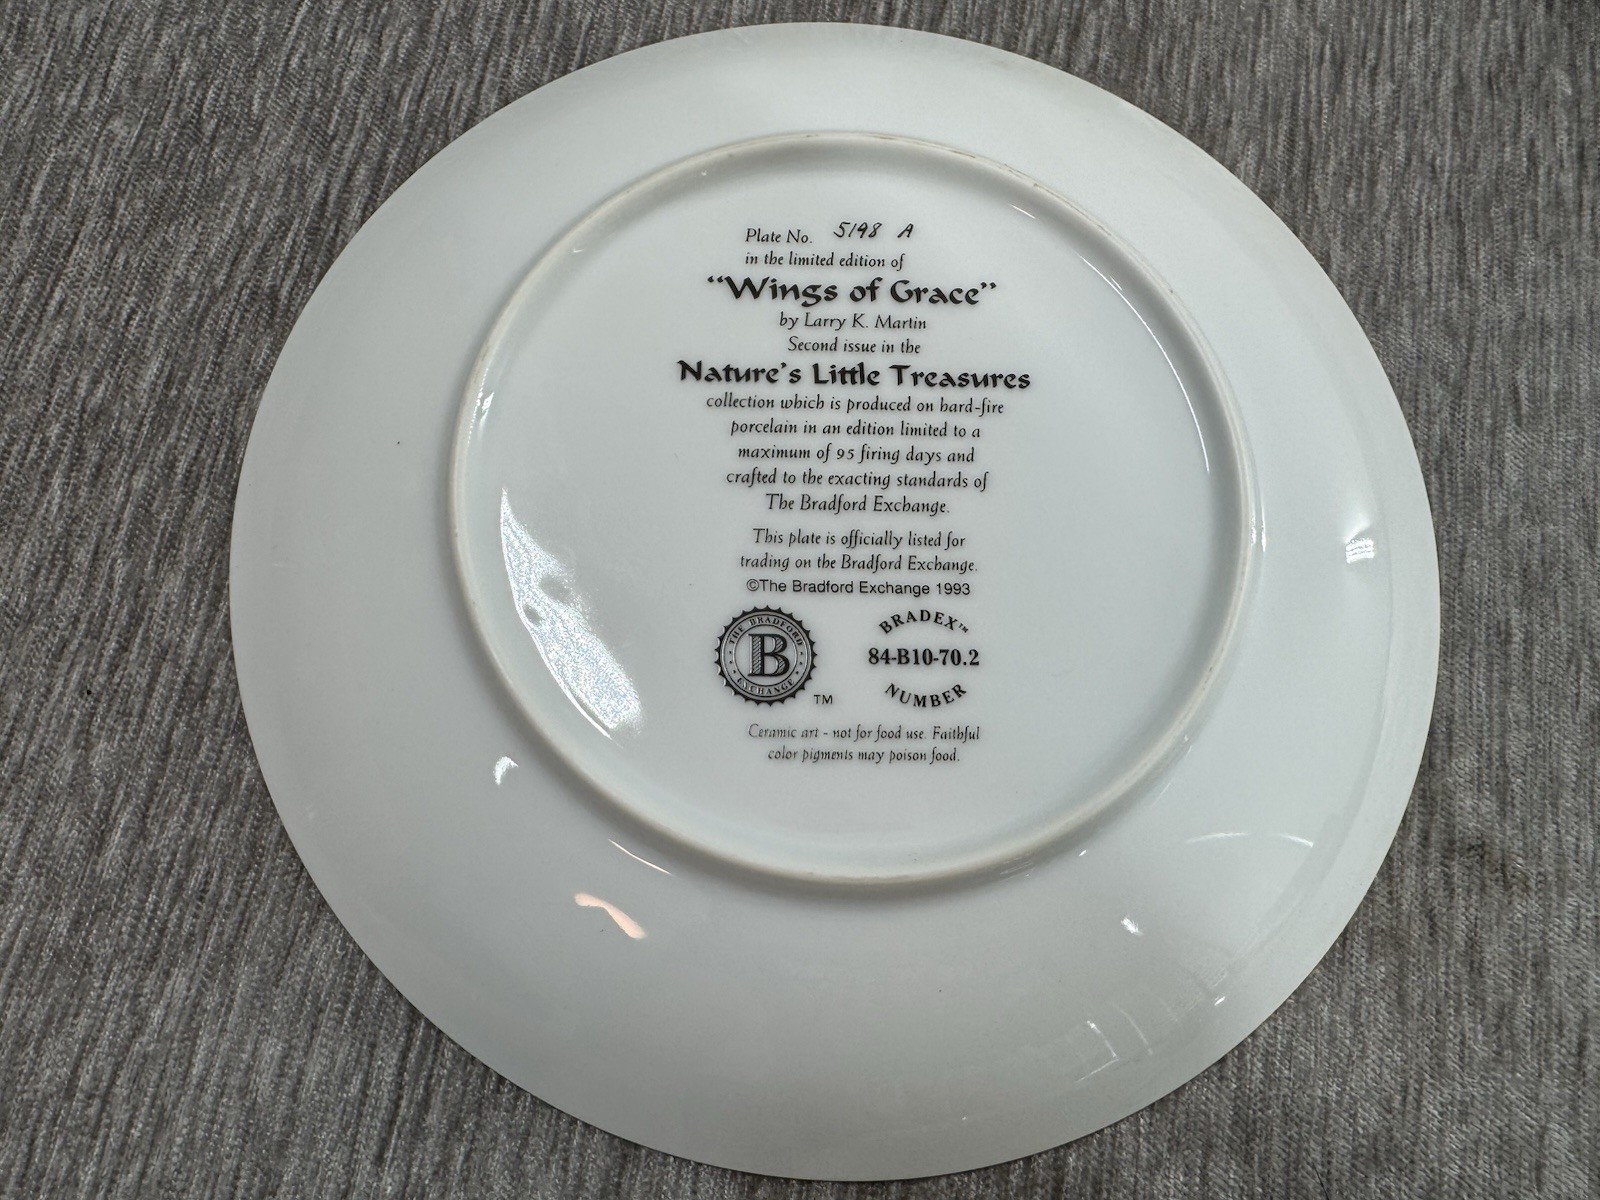 Plate No. 5198 A
in the limited edition of
“Wings of Grace”
by Larry K. Martin
Second issue in the
Nature's Little Treasures
collection which is produced on hard-fire
porcelain in an edition limited to a
maximum of 95 firing days and
crafted to the exacting standards of
The Bradford Exchange.
This plate is officially listed for
trading on the Bradford Exchange.
©The Bradford Exchange 1993
THE BRADFORD
B
EXCHANGE
TM
BRADEX™
84-B10-70.2
NUMBER
Ceramic art - not for food use. Faithful
color pigments may poison food.